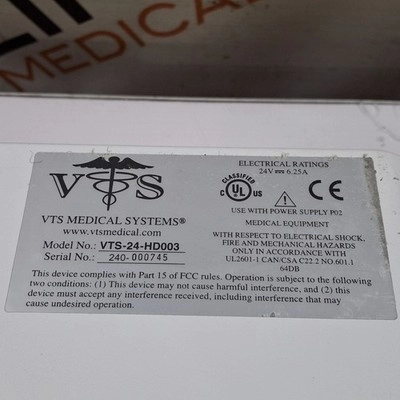 MEDICAL
VTS
VTS MEDICAL SYSTEMS®
www.vtsmedical.com
Model No.: VTS-24-HD003
Serial No.: 240-000745
CLASSIFIED
C UL US
CE
ELECTRICAL RATINGS
24V⎓6.25A
USE WITH POWER SUPPLY P02
MEDICAL EQUIPMENT
WITH RESPECT TO ELECTRICAL SHOCK,
FIRE AND MECHANICAL HAZARDS
ONLY IN ACCORDANCE WITH
UL2601-1 CAN/CSA C22.2 NO.601.1
64DB
This device complies with Part 15 of FCC rules. Operation is subject to the following
two conditions: (1) This device may not cause harmful interference, and (2) this
device must accept any interference received, including interference that may
cause undesired operation.